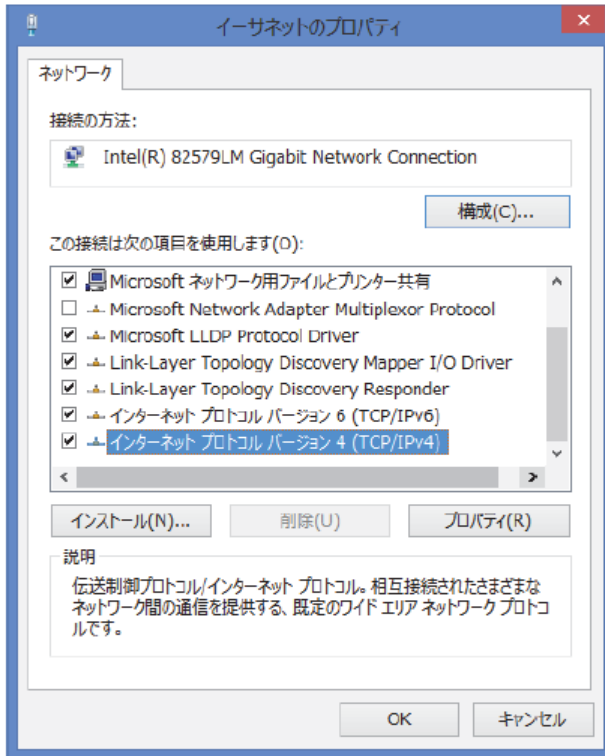 イーサネットのプロパティ
ネットワーク
接続の方法:
Intel(R) 82579LM Gigabit Network Connection
構成(C)...
この接続は次の項目を使用します(O):
Microsoft ネットワーク用ファイルとプリンター共有
Microsoft Network Adapter Multiplexor Protocol
Microsoft LLDP Protocol Driver
Link-Layer Topology Discovery Mapper I/O Driver
Link-Layer Topology Discovery Responder
インターネット プロトコル バージョン 6 (TCP/IPv6)
インターネット プロトコル バージョン 4 (TCP/IPv4)
インストール(N)...
削除(U)
プロパティ(R)
説明
伝送制御プロトコル/インターネット プロトコル。相互接続されたさまざまな
ネットワーク間の通信を提供する、既定のワイド エリア ネットワーク プロトコ
ルです。
OK
キャンセル